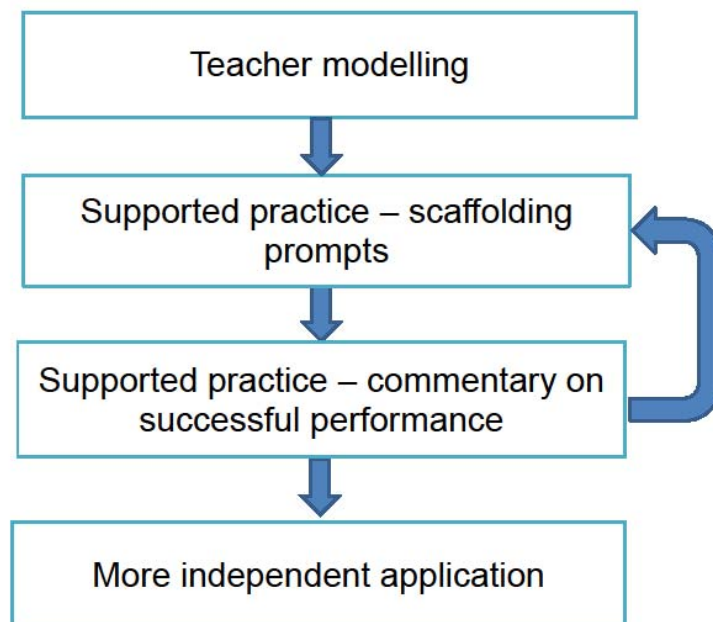 Teacher modelling
Supported practice – scaffolding
prompts
Supported practice – commentary on
successful performance
More independent application